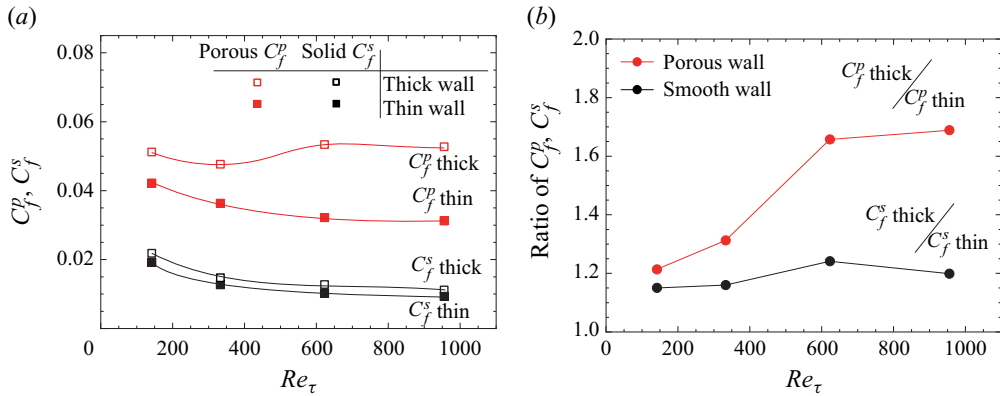 (a)
Porous C_f^p Solid C_f^s
Thick wall
Thin wall
0.08
0.06
0.04
0.02
C_f^p, C_f^s
C_f^p thick
C_f^p thin
C_f^s thick
C_f^s thin
0 200 400 600 800 1000
Re_τ
(b)
2.0
1.8
1.6
1.4
1.2
1.0
Ratio of C_f^p, C_f^s
Porous wall
Smooth wall
C_f^p thick
C_f^p thin
C_f^s thick
C_f^s thin
0 200 400 600 800 1000
Re_τ